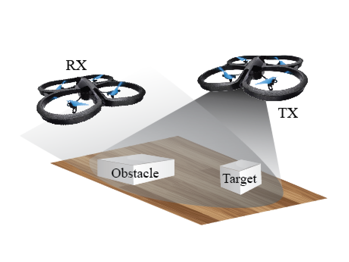 RX
TX
Obstacle
Target